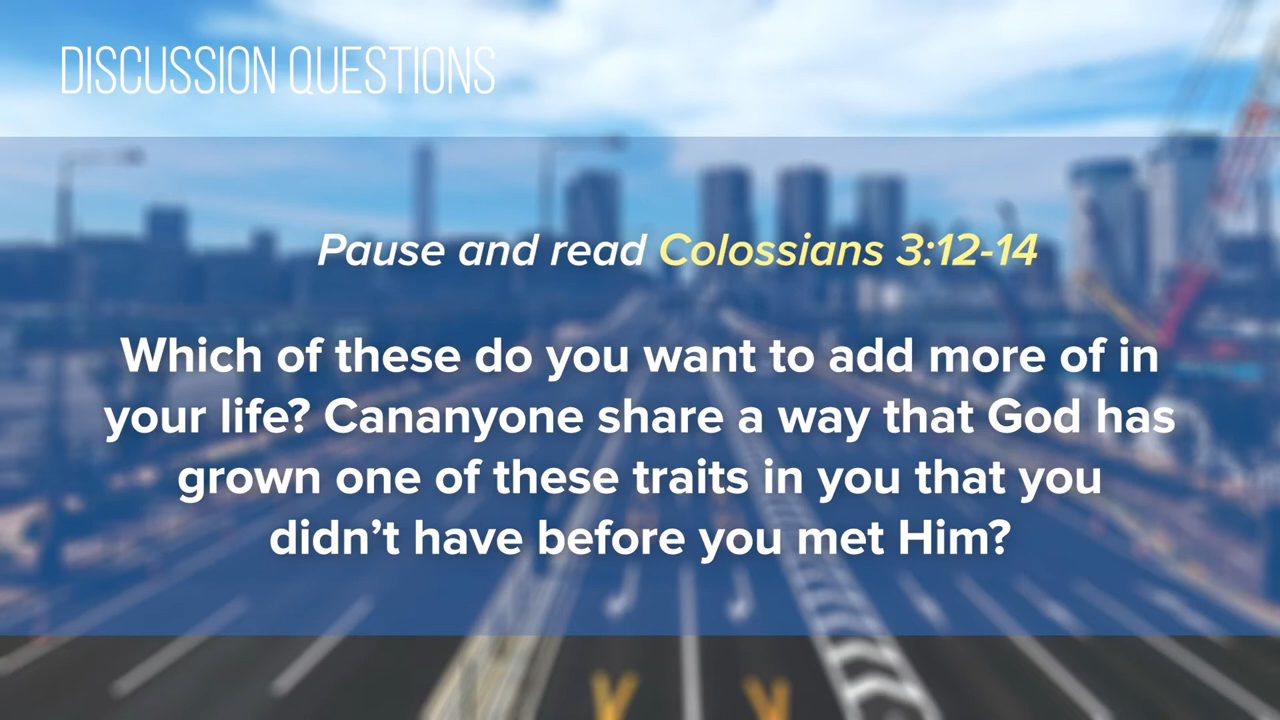 DISCUSSION QUESTIONS
Pause and read Colossians 3:12-14
Which of these do you want to add more of in
your life? Cananyone share a way that God has
grown one of these traits in you that you
didn’t have before you met Him?